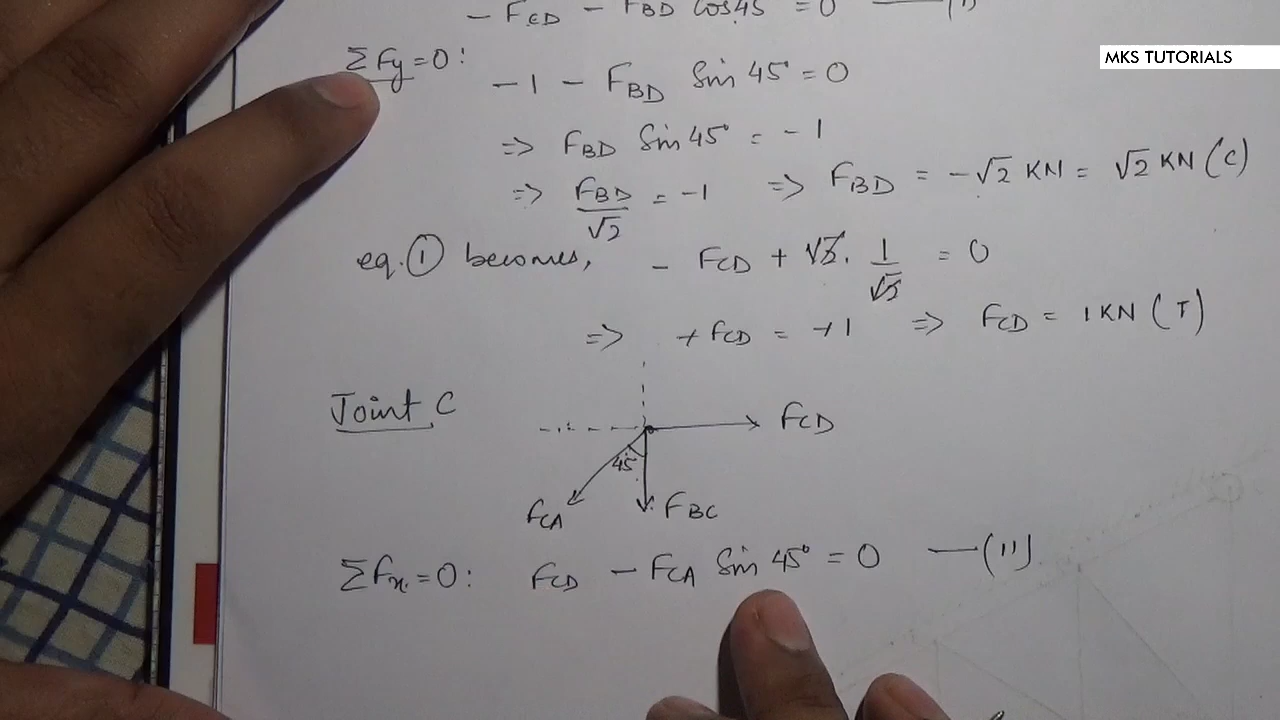 - FCD - FBD cos45 = 0 —(1)
MKS TUTORIALS
ΣFy=0:
-1 - FBD Sin 45° = 0
=> FBD Sin 45° = -1
=> FBD/√2 = -1 => FBD = -√2 KN = √2 KN (C)
eq. ① becomes, - FCD + √2 . 1/√2 = 0
=> +FCD = +1 => FCD = 1 KN (T)
Joint C
FCD
45°
FCA
FBC
ΣFx=0: FCD - FCA Sin 45° = 0 —(11)